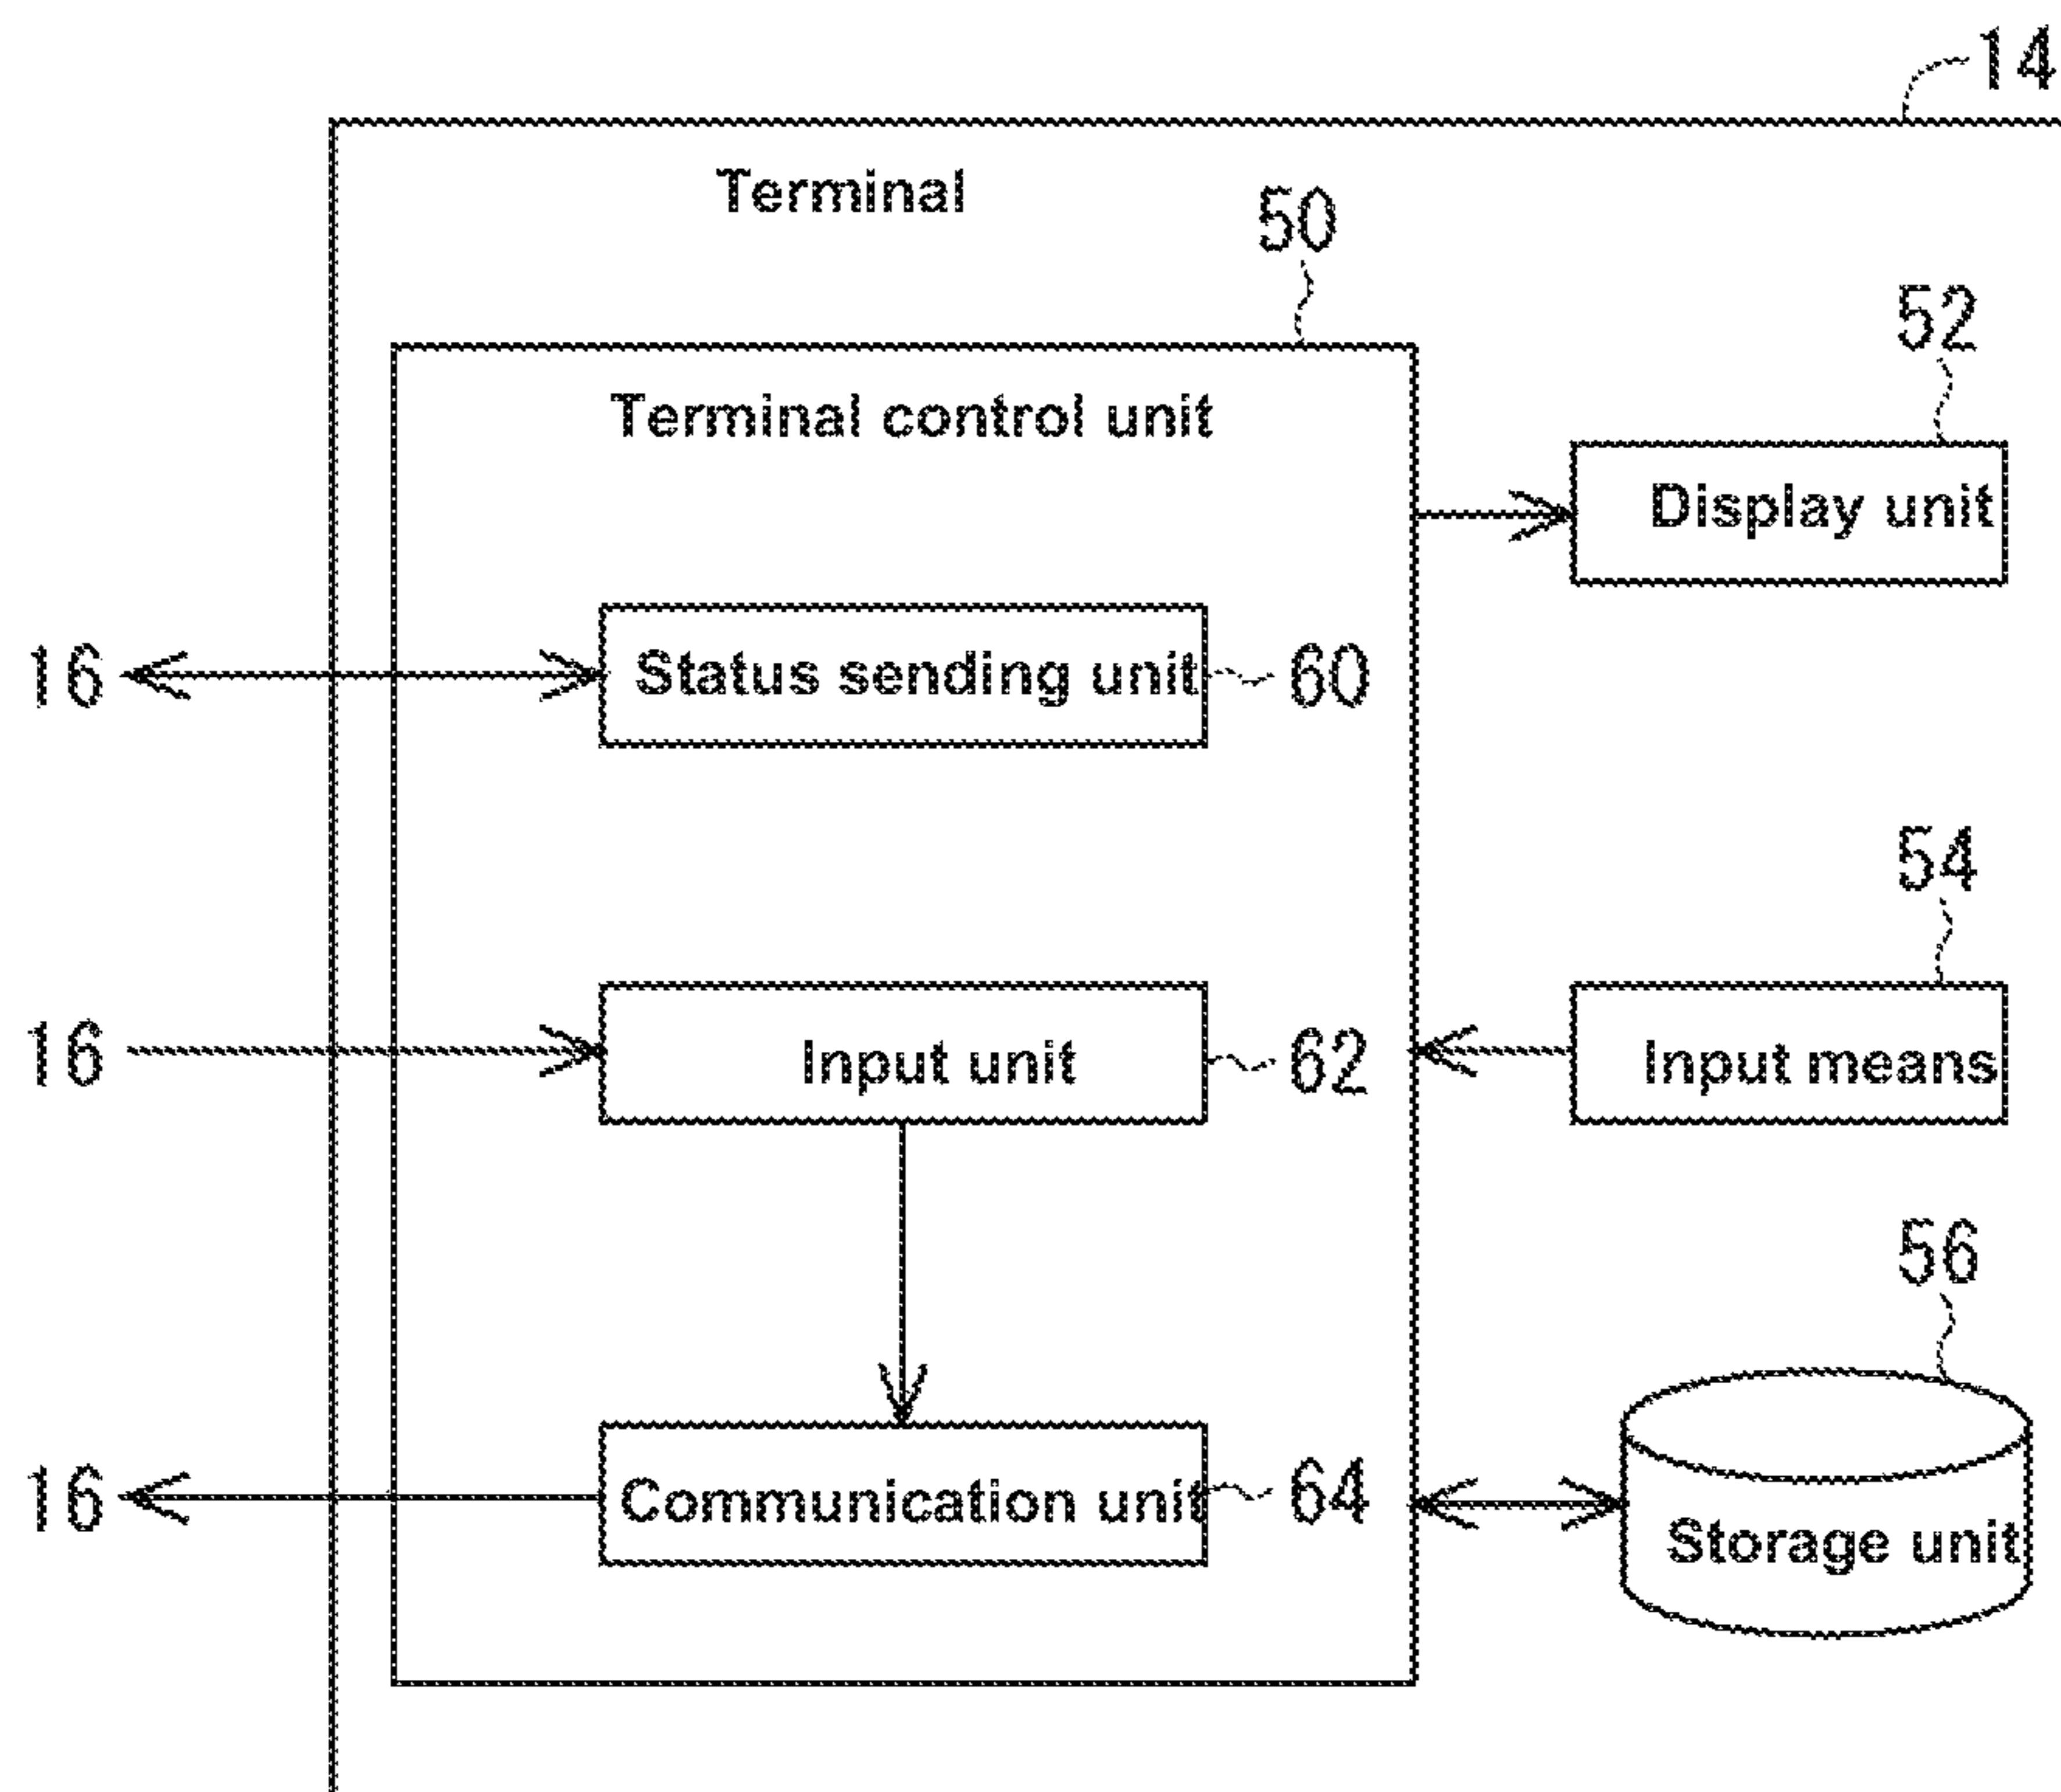 14
Terminal
50
52
Terminal control unit
Display unit
16
Status sending unit
60
54
16
Input unit
62
Input means
56
16
Communication unit
64
Storage unit